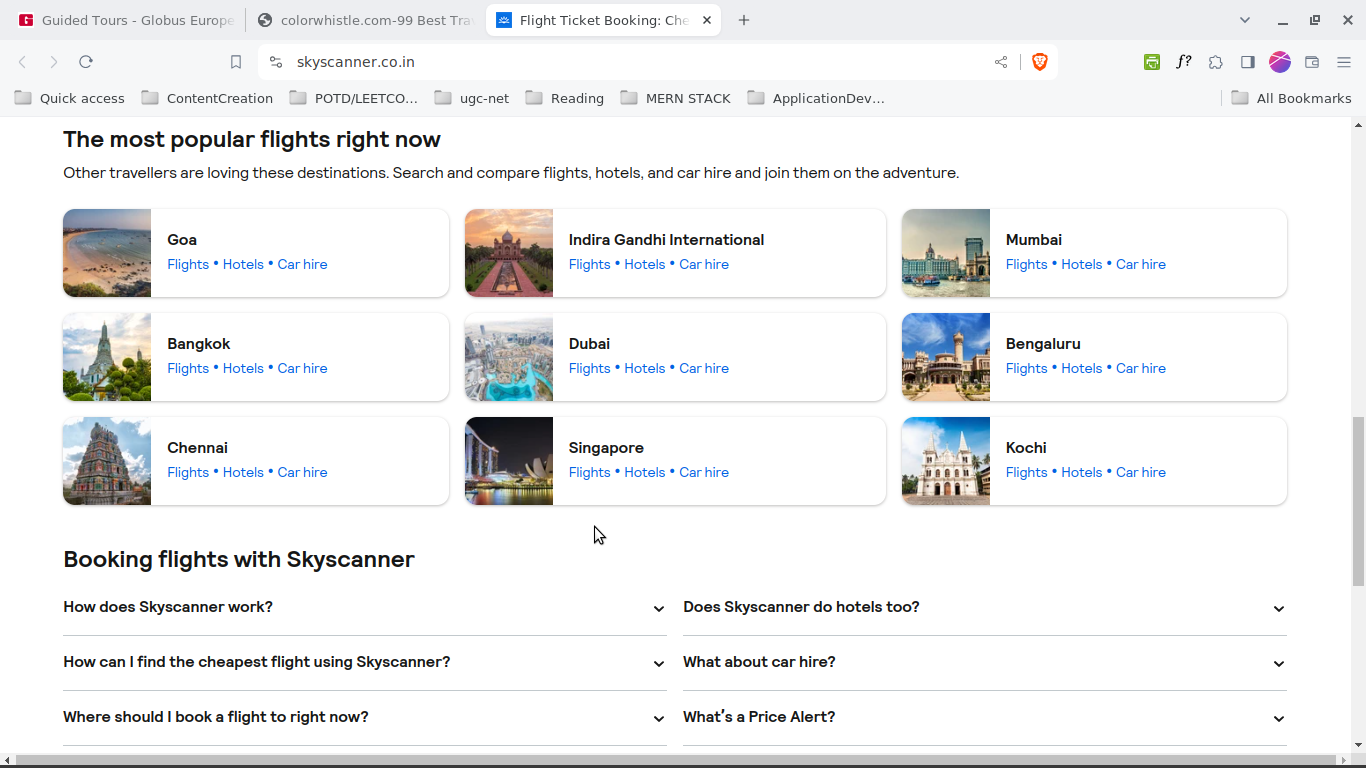 Guided Tours - Globus Europe
colorwhistle.com-99 Best Tra
Flight Ticket Booking: Che
skyscanner.co.in
f?
Quick access
ContentCreation
POTD/LEETCO...
ugc-net
Reading
MERN STACK
ApplicationDev...
All Bookmarks
The most popular flights right now
Other travellers are loving these destinations. Search and compare flights, hotels, and car hire and join them on the adventure.
Goa
Flights • Hotels • Car hire
Indira Gandhi International
Flights • Hotels • Car hire
Mumbai
Flights • Hotels • Car hire
Bangkok
Flights • Hotels • Car hire
Dubai
Flights • Hotels • Car hire
Bengaluru
Flights • Hotels • Car hire
Chennai
Flights • Hotels • Car hire
Singapore
Flights • Hotels • Car hire
Kochi
Flights • Hotels • Car hire
Booking flights with Skyscanner
How does Skyscanner work?
Does Skyscanner do hotels too?
How can I find the cheapest flight using Skyscanner?
What about car hire?
Where should I book a flight to right now?
What’s a Price Alert?